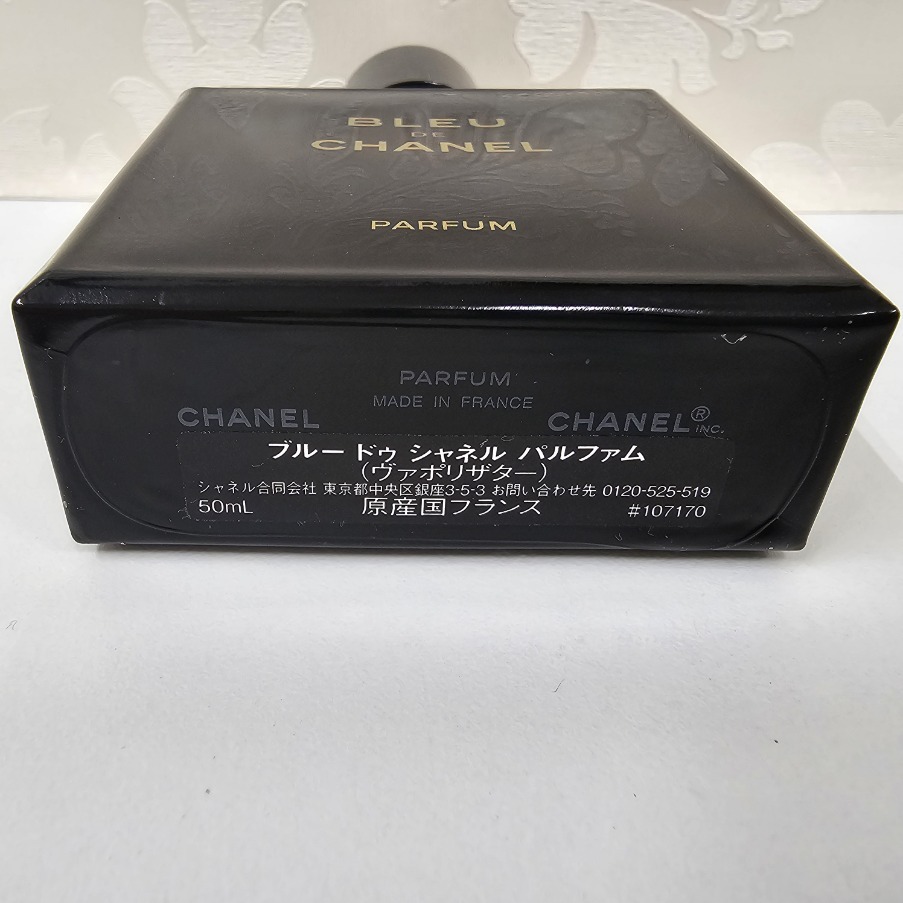 BLEU
DE
CHANEL
PARFUM
PARFUM
MADE IN FRANCE
CHANEL CHANEL® INC.
ブルー ドゥ シャネル パルファム
(ヴァポリザター)
シャネル合同会社 東京都中央区銀座3-5-3 お問い合わせ先 0120-525-519
50mL 原産国フランス #107170